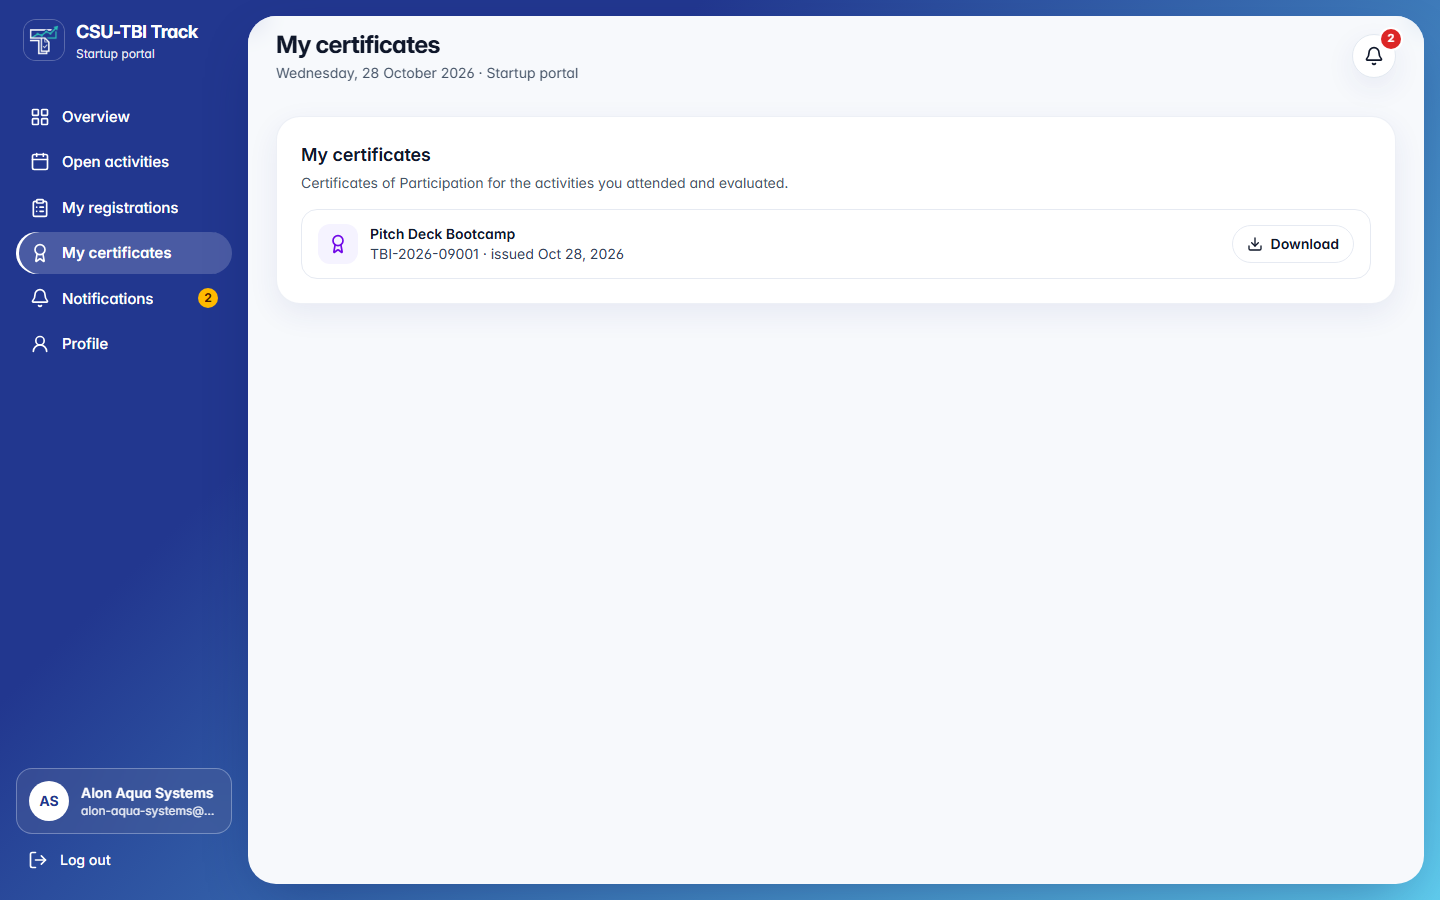 CSU-TBI Track
Startup portal
Overview
Open activities
My registrations
My certificates
Notifications
2
Profile
Alon Aqua Systems
AS
alon-aqua-systems@...
Log out
My certificates
Wednesday, 28 October 2026 · Startup portal
2
My certificates
Certificates of Participation for the activities you attended and evaluated.
Pitch Deck Bootcamp
TBI-2026-09001 · issued Oct 28, 2026
Download